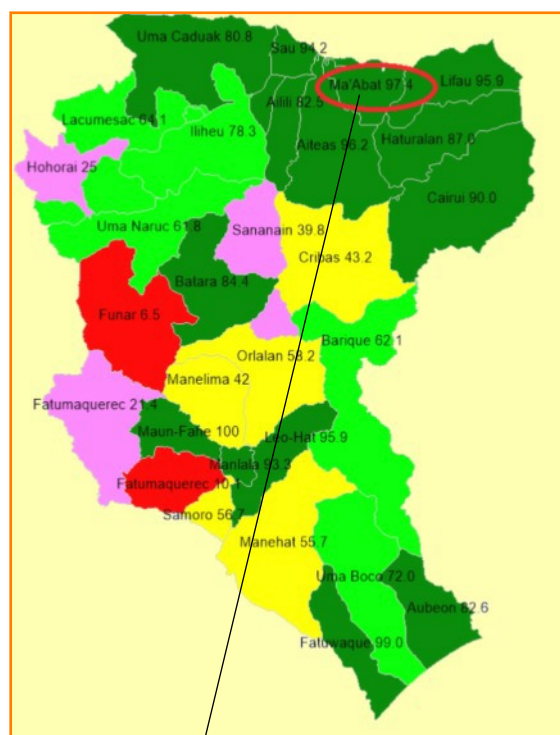 Uma Caduak 80.8
Sau 94.2
Ma'Abat 97.4
Lifau 95.9
Ailili 82.5
Lacumesac 64.1
Iliheu 78.3
Aiteas 96.2
Haturalan 87.6
Hohorai 25
Cairui 90.0
Uma Naruc 61.8
Sananain 39.8
Cribas 43.2
Batara 84.4
Funar 6.5
Barique 62.1
Orlalan 58.2
Manelima 42
Fatumaquerec 21.4
Maun-Fahe 100
Leo-Hat 95.9
Manlala 93.3
Fatumaquerec 10.1
Samoro 56.7
Manehat 55.7
Uma Boco 72.0
Aubeon 82.6
Fatuwaque 99.0